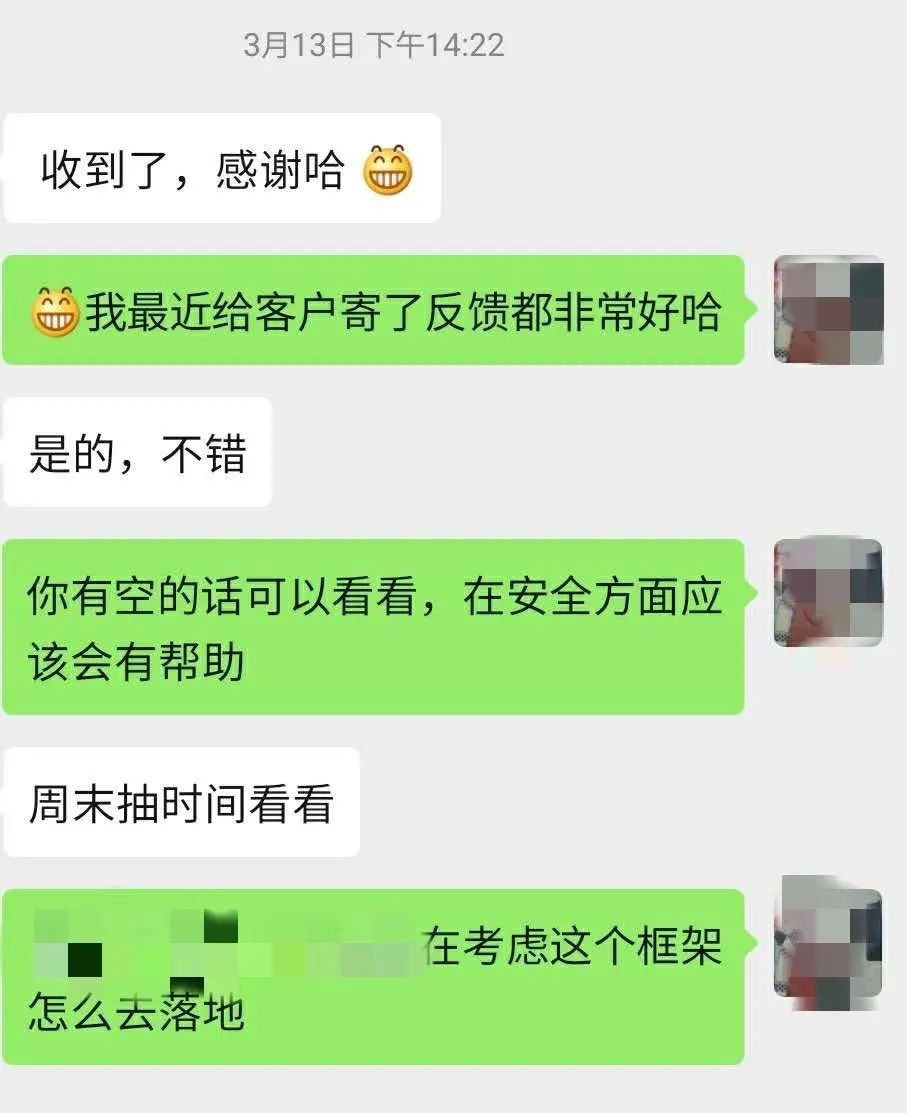 3月13日 下午14:22
收到了，感谢哈
我最近给客户寄了反馈都非常好哈
是的，不错
你有空的话可以看看，在安全方面应
该会有帮助
周末抽时间看看
在考虑这个框架
怎么去落地